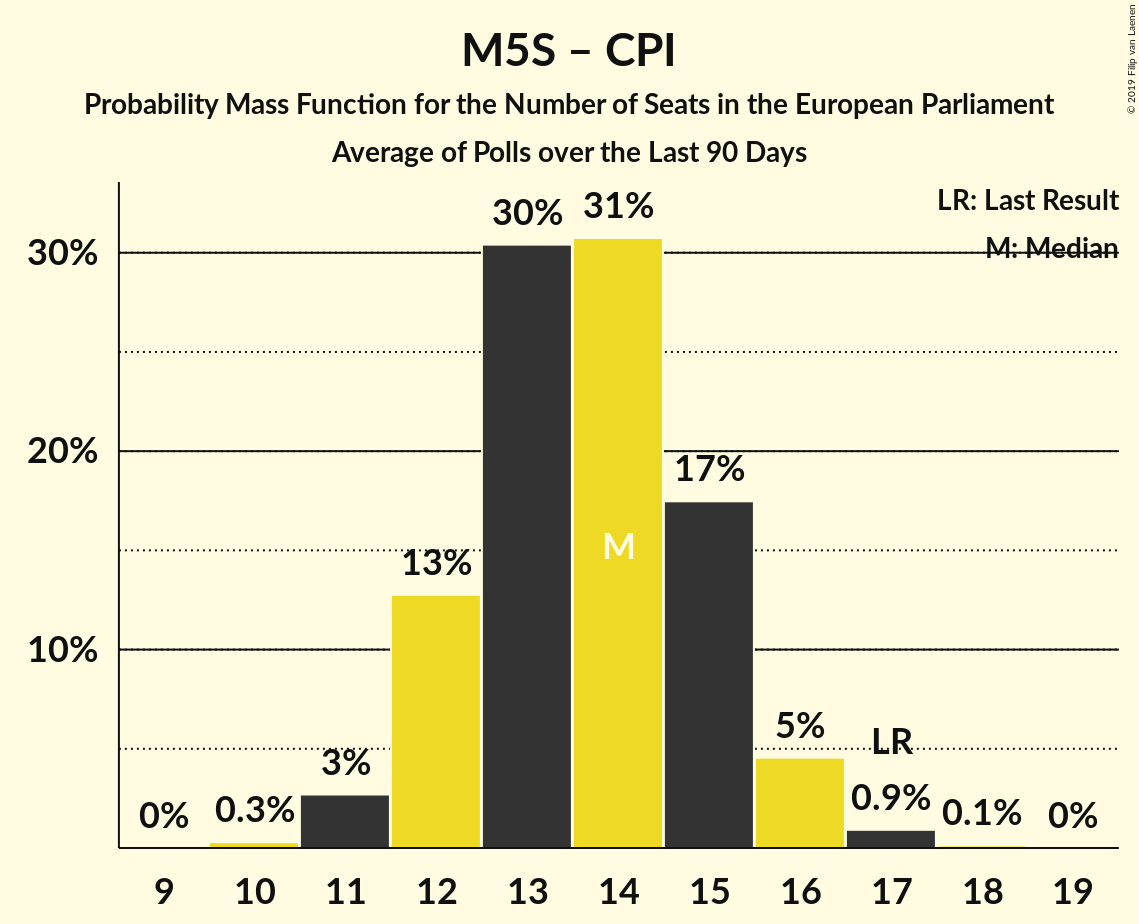 M5S – CPI
Probability Mass Function for the Number of Seats in the European Parliament
Average of Polls over the Last 90 Days
© 2019 Filip van Laenen
LR: Last Result
M: Median
30%
20%
10%
0%
0.3%
3%
13%
30%
31%
17%
5%
0.9%
0.1%
0%
M
LR
9 10 11 12 13 14 15 16 17 18 19